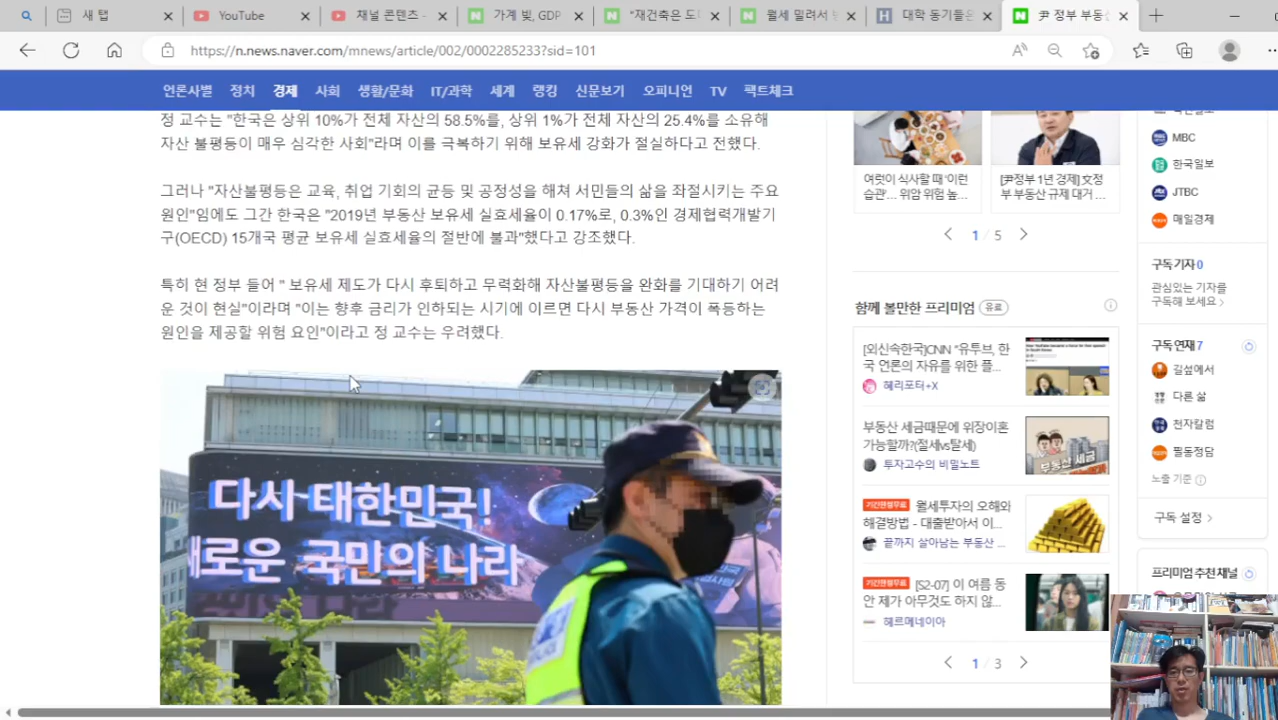 새 탭
YouTube
채널 콘텐츠 -
가계 빚, GDP
"재건축은 도
월세 밀려서
대학 동기들은
尹 정부 부동산
https://n.news.naver.com/mnews/article/002/0002285233?sid=101
언론사별 정치 경제 사회 생활/문화 IT/과학 세계 랭킹 신문보기 오피니언 TV 팩트체크
정 교수는 "한국은 상위 10%가 전체 자산의 58.5%를, 상위 1%가 전체 자산의 25.4%를 소유해
자산 불평등이 매우 심각한 사회"라며 이를 극복하기 위해 보유세 강화가 절실하다고 전했다.
그러나 "자산불평등은 교육, 취업 기회의 균등 및 공정성을 해쳐 서민들의 삶을 좌절시키는 주요
원인"임에도 그간 한국은 "2019년 부동산 보유세 실효세율이 0.17%로, 0.3%인 경제협력개발기
구(OECD) 15개국 평균 보유세 실효세율의 절반에 불과"했다고 강조했다.
특히 현 정부 들어 " 보유세 제도가 다시 후퇴하고 무력화해 자산불평등을 완화를 기대하기 어려
운 것이 현실"이라며 "이는 향후 금리가 인하되는 시기에 이르면 다시 부동산 가격이 폭등하는
원인을 제공할 위험 요인"이라고 정 교수는 우려했다.
다시 대한민국!
새로운 국민의 나라
여럿이 식사할 때 '이런
습관'… 위암 위험 높…
[尹정부 1년 경제]文정
부 부동산 규제 대거 …
1 5
함께 볼만한 프리미엄 유료
[외신속한국]CNN "유투브, 한
국 언론의 자유를 위한 플…
혜리포터+X
부동산 세금때문에 위장이혼
가능할까?(절세vs탈세)
투자고수의 비밀노트
기간한정무료 월세투자의 오해와
해결방법 - 대출받아서 이…
끝까지 살아남는 부동산 …
기간한정무료 [S2-07] 이 여름 동
안 제가 아무것도 하지 않…
헤르메네이아
1 3
MBC
한국일보
JTBC
매일경제
구독 기자 0
관심있는 기자를
구독해 보세요
구독 연재 7
길섶에서
다른 삶
전자칼럼
필동정담
노출 기준
구독 설정
프리미엄 추천 채널